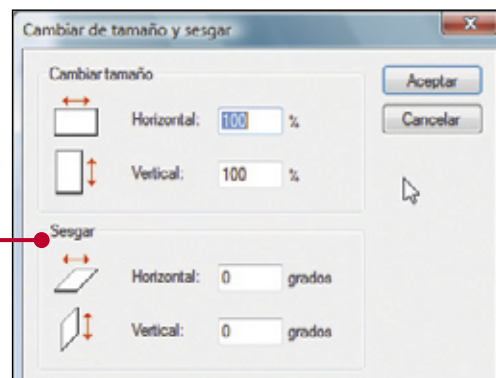 Cambiar de tamaño y sesgar
Cambiar tamaño
Horizontal: 100 %
Vertical: 100 %
Aceptar
Cancelar
Sesgar
Horizontal: 0 grados
Vertical: 0 grados